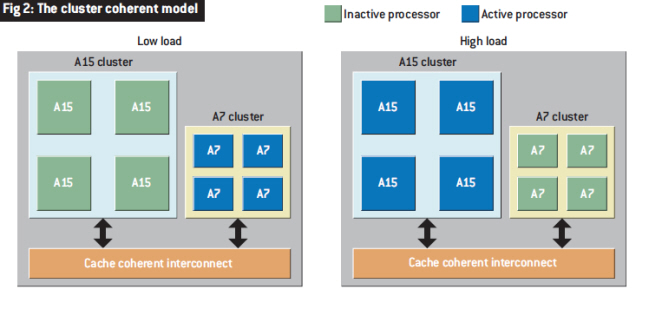 Fig 2: The cluster coherent model
Inactive processor
Active processor
Low load
A15 cluster
A15 A15
A7 cluster
A7 A7
A15 A15
A7 A7
Cache coherent interconnect
High load
A15 cluster
A15 A15
A7 cluster
A7 A7
A15 A15
A7 A7
Cache coherent interconnect